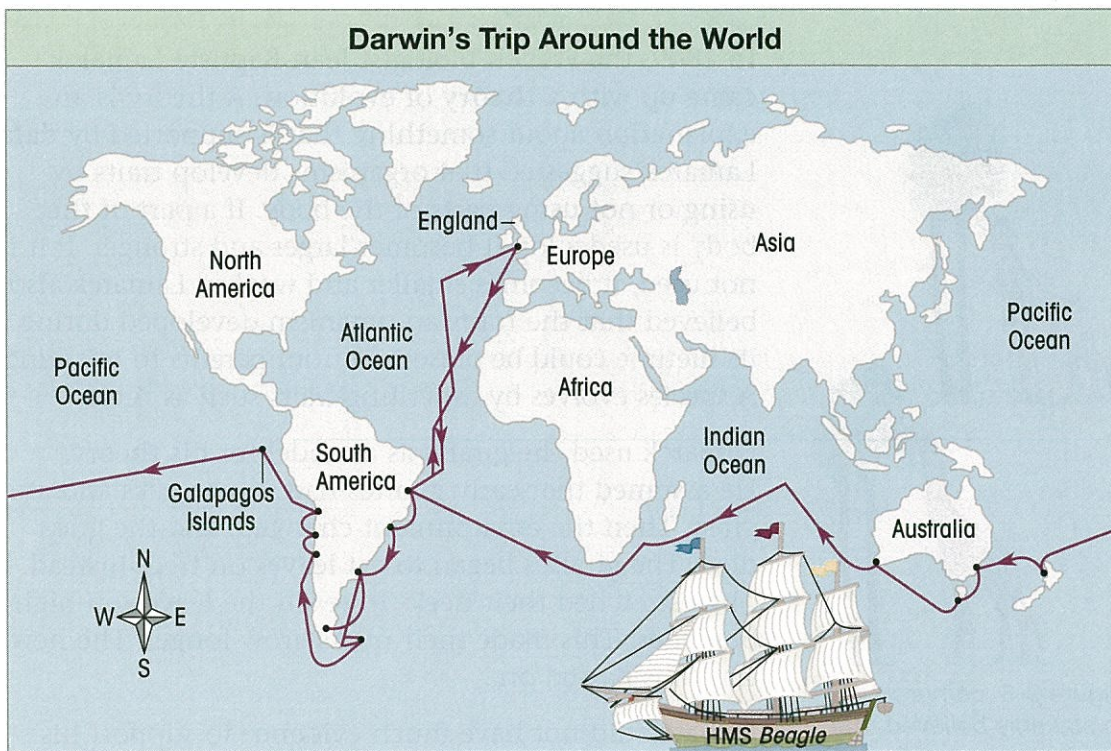 Darwin's Trip Around the World
England
Europe
Asia
North
America
Atlantic
Ocean
Pacific
Ocean
Pacific
Ocean
Africa
Indian
Ocean
South
America
Galapagos
Islands
Australia
N
W
E
S
HMS Beagle